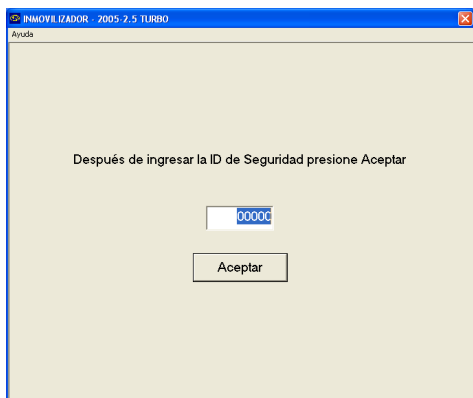 INMOVILIZADOR - 2005-2.5 TURBO
Ayuda
Después de ingresar la ID de Seguridad presione Aceptar
00000
Aceptar